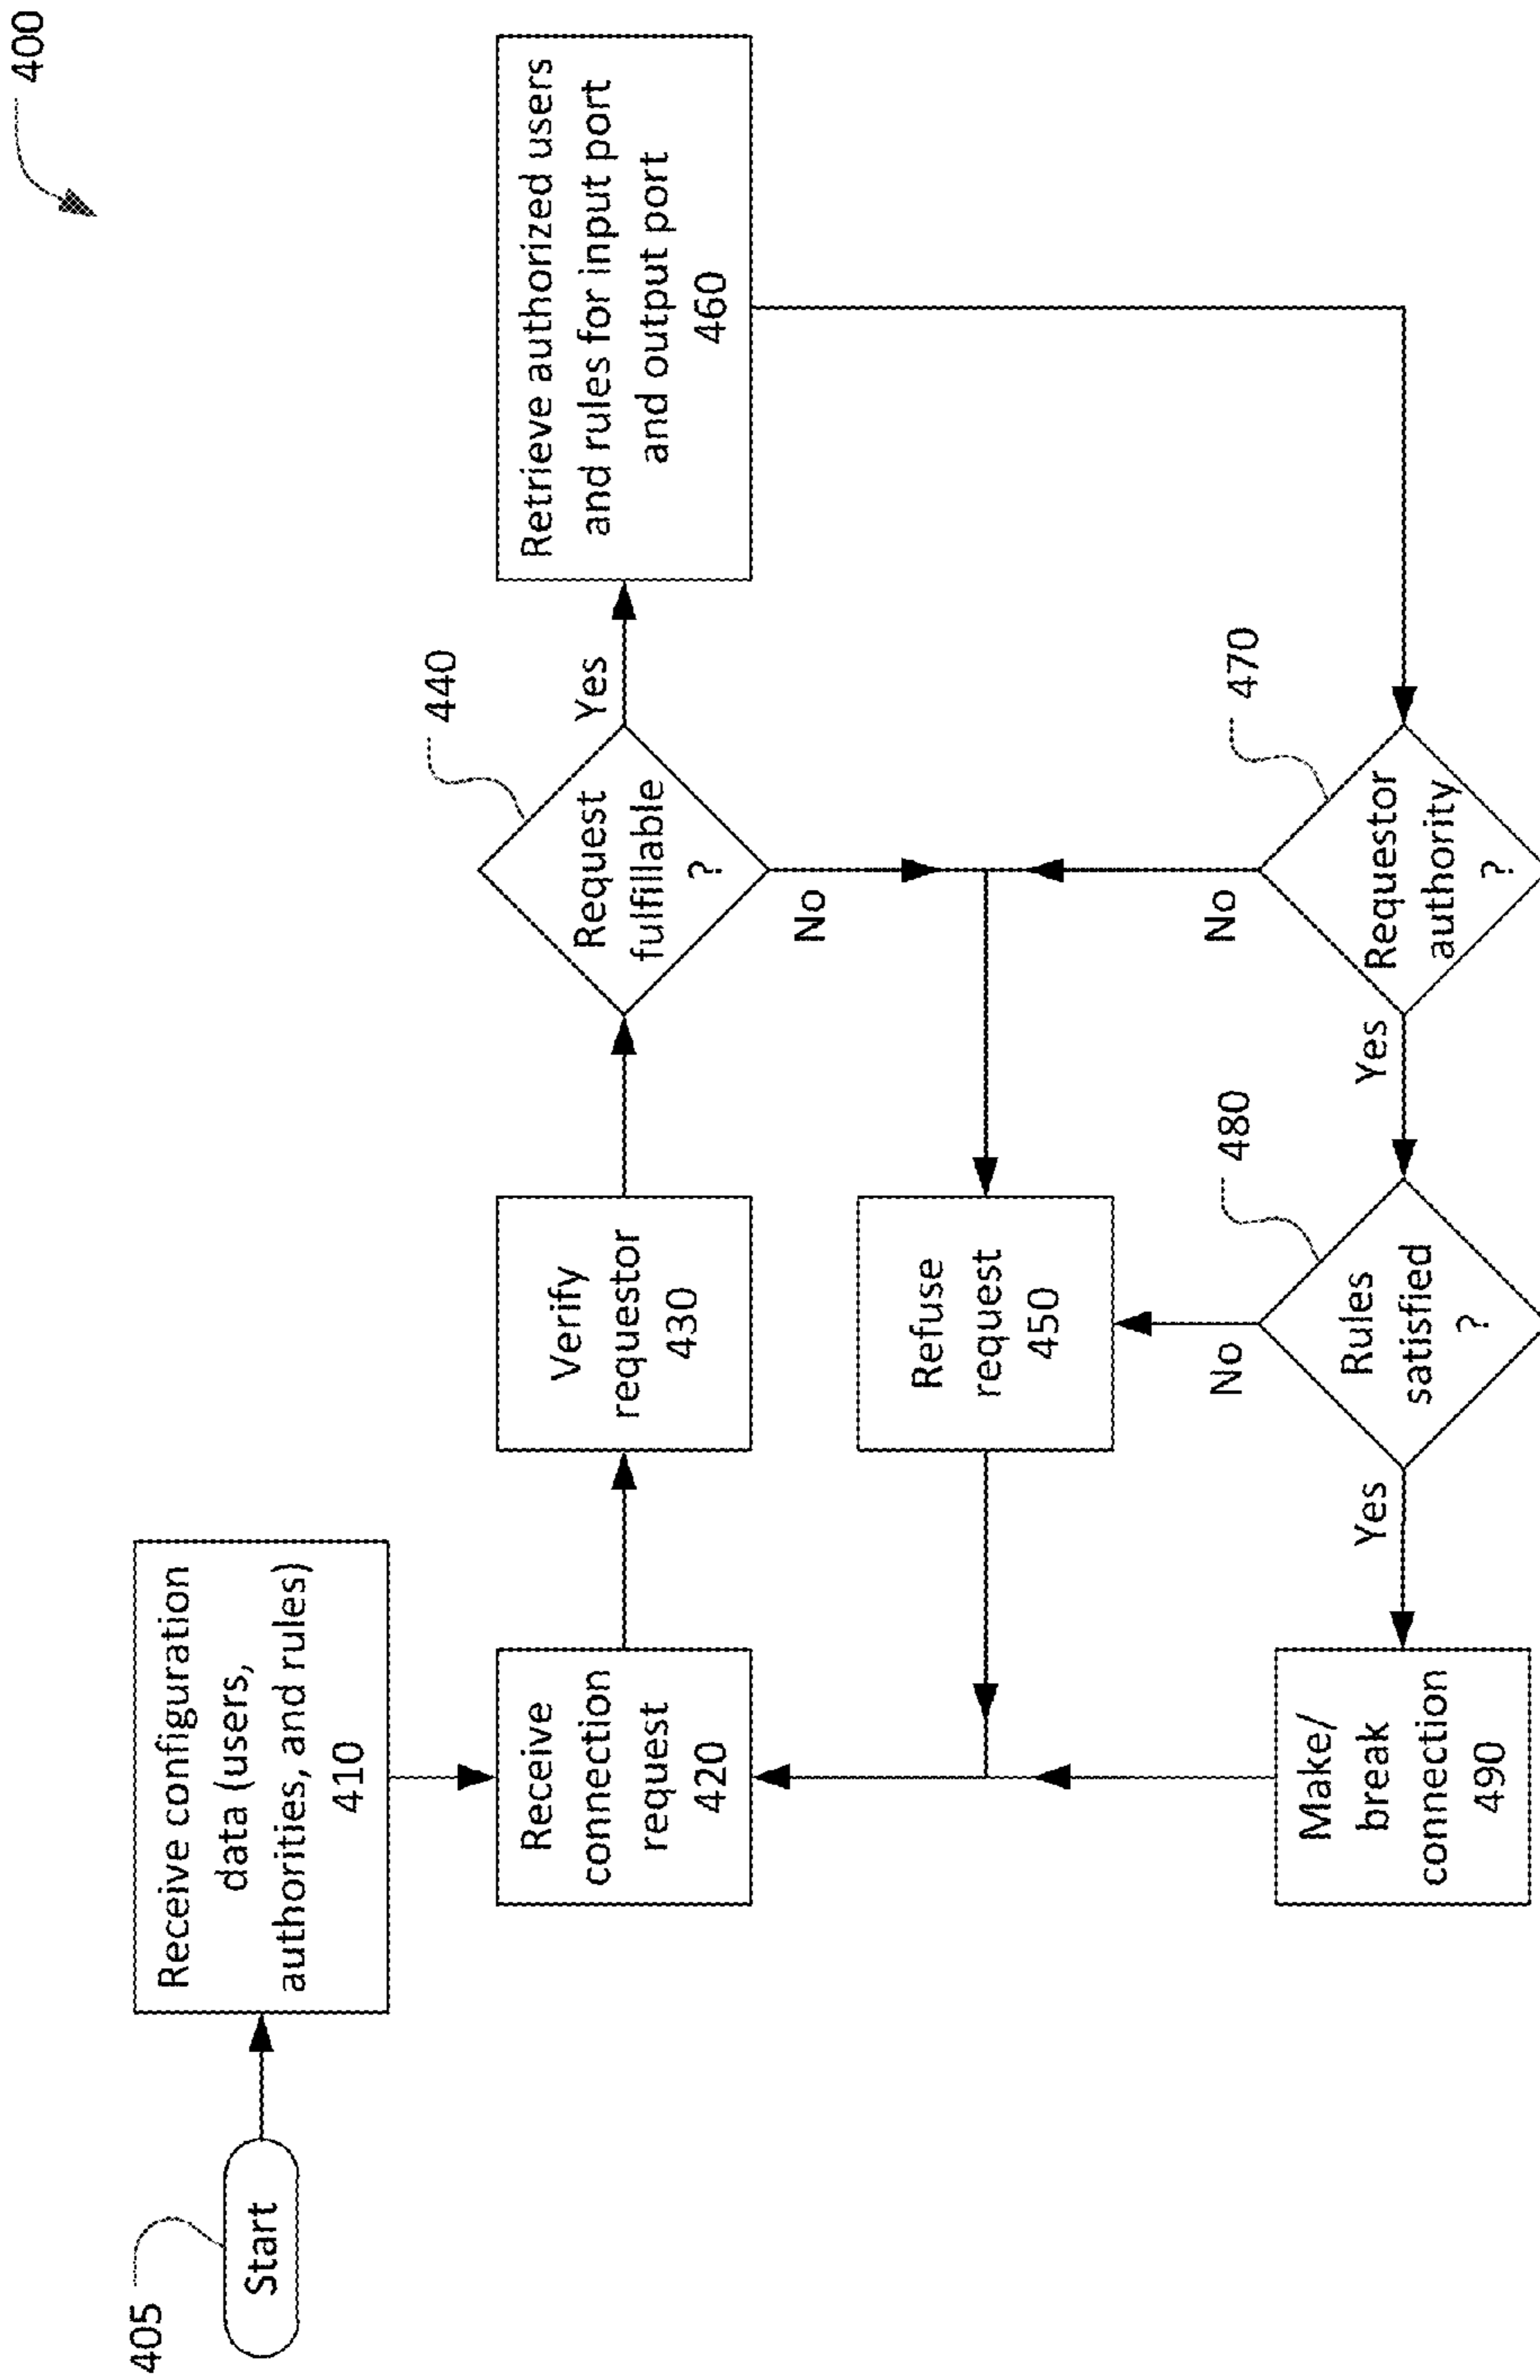 400
405
Start
Receive configuration
data (users,
authorities, and rules)
410
Receive
connection
request
420
Verify
requestor
430
440
Request
fulfillable
?
Yes
No
Retrieve authorized users
and rules for input port
and output port
460
Refuse
request
450
470
Requestor
authority
?
No
Yes
480
Rules
satisfied
?
No
Yes
Make/
break
connection
490